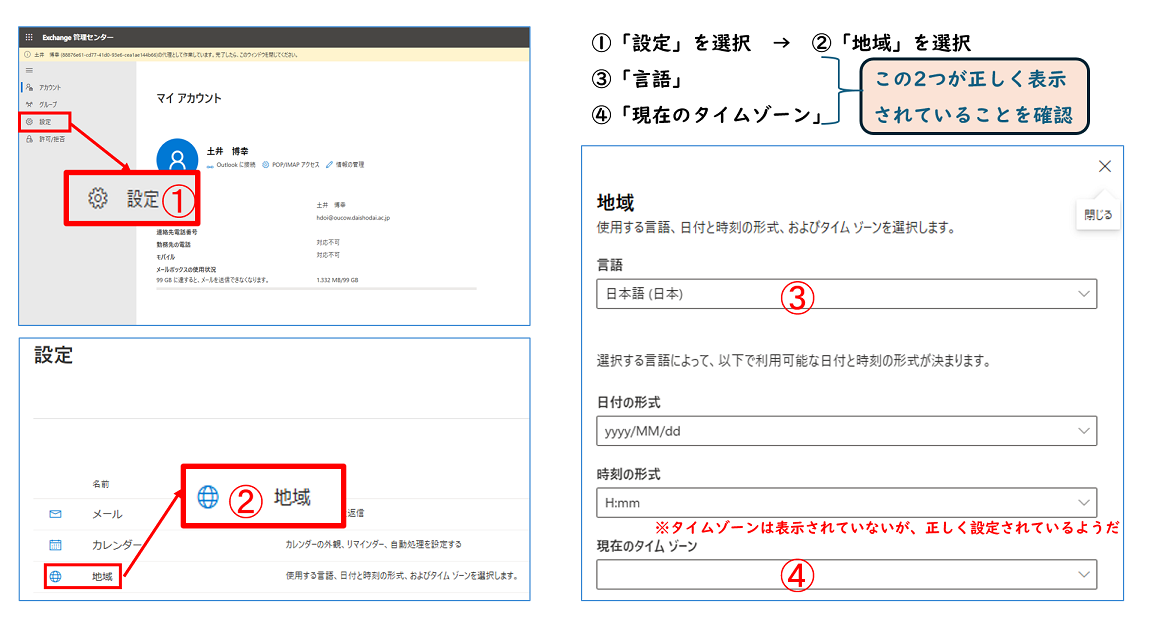 Exchange 管理センター
土井 博幸 (88876e61-cd77-41d0-93e6-cea1ae144b66)の代理として作業しています。完了したら、このウィンドウを閉じてください。
アカウント
グループ
設定
許可/拒否
マイ アカウント
土井 博幸
Outlook に接続 POP/IMAP アクセス 情報の管理
設定 ①
土井 博幸
hdoi@oucow.daishodai.ac.jp
連絡先電話番号
勤務先の電話 対応不可
モバイル 対応不可
メールボックスの使用状況
99 GB に達すると、メールを送信できなくなります。 1.332 MB/99 GB
設定
名前
② 地域
メール 返信
カレンダー カレンダーの外観、リマインダー、自動処理を設定する
地域 使用する言語、日付と時刻の形式、およびタイム ゾーンを選択します。
①「設定」を選択 → ②「地域」を選択
③「言語」
④「現在のタイムゾーン」
この2つが正しく表示
されていることを確認
地域
閉じる
使用する言語、日付と時刻の形式、およびタイム ゾーンを選択します。
言語
日本語 (日本) ③
選択する言語によって、以下で利用可能な日付と時刻の形式が決まります。
日付の形式
yyyy/MM/dd
時刻の形式
H:mm
※タイムゾーンは表示されていないが、正しく設定されているようだ
現在のタイム ゾーン
④